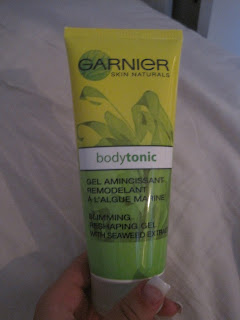 GARNIER
SKIN NATURALS
bodytonic
GEL AMINCISSANT,
REMODELANT
À L'ALGUE MARINE
SLIMMING
RESHAPING GEL
WITH SEAWEED EXTRACT